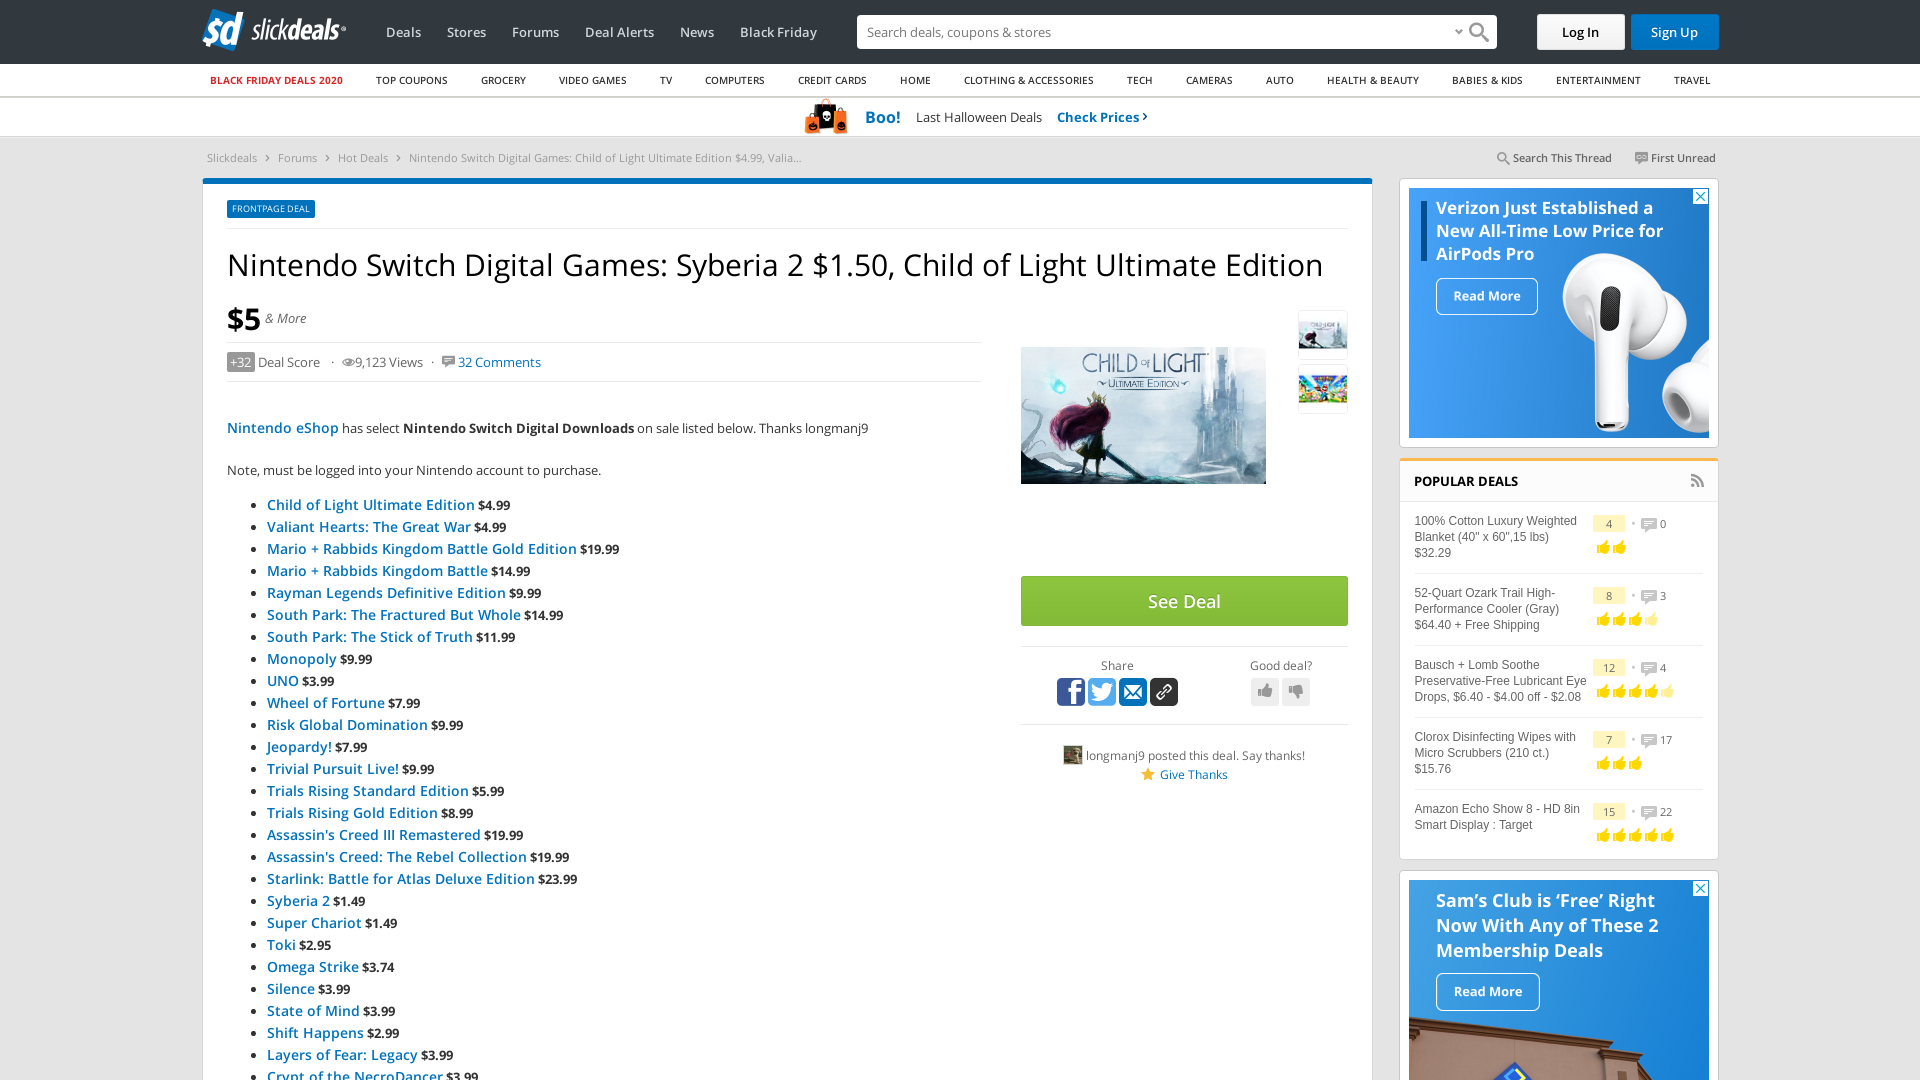 sd slickdeals
Deals Stores Forums Deal Alerts News Black Friday
Search deals, coupons & stores
Log In
Sign Up
BLACK FRIDAY DEALS 2020 TOP COUPONS GROCERY VIDEO GAMES TV COMPUTERS CREDIT CARDS HOME CLOTHING & ACCESSORIES TECH CAMERAS AUTO HEALTH & BEAUTY BABIES & KIDS ENTERTAINMENT TRAVEL
Boo! Last Halloween Deals Check Prices
Slickdeals Forums Hot Deals Nintendo Switch Digital Games: Child of Light Ultimate Edition $4.99, Valia...
Search This Thread First Unread
FRONTPAGE DEAL
Nintendo Switch Digital Games: Syberia 2 $1.50, Child of Light Ultimate Edition
$5 & More
+32 Deal Score · 9,123 Views · 32 Comments
Nintendo eShop has select Nintendo Switch Digital Downloads on sale listed below. Thanks longmanj9
Note, must be logged into your Nintendo account to purchase.
• Child of Light Ultimate Edition $4.99
• Valiant Hearts: The Great War $4.99
• Mario + Rabbids Kingdom Battle Gold Edition $19.99
• Mario + Rabbids Kingdom Battle $14.99
• Rayman Legends Definitive Edition $9.99
• South Park: The Fractured But Whole $14.99
• South Park: The Stick of Truth $11.99
• Monopoly $9.99
• UNO $3.99
• Wheel of Fortune $7.99
• Risk Global Domination $9.99
• Jeopardy! $7.99
• Trivial Pursuit Live! $9.99
• Trials Rising Standard Edition $5.99
• Trials Rising Gold Edition $8.99
• Assassin's Creed III Remastered $19.99
• Assassin's Creed: The Rebel Collection $19.99
• Starlink: Battle for Atlas Deluxe Edition $23.99
• Syberia 2 $1.49
• Super Chariot $1.49
• Toki $2.95
• Omega Strike $3.74
• Silence $3.99
• State of Mind $3.99
• Shift Happens $2.99
• Layers of Fear: Legacy $3.99
• Crypt of the NecroDancer $3.99
CHILD OF LIGHT
ULTIMATE EDITION
See Deal
Share
Good deal?
longmanj9 posted this deal. Say thanks!
Give Thanks
Verizon Just Established a
New All-Time Low Price for
AirPods Pro
Read More
POPULAR DEALS
100% Cotton Luxury Weighted
Blanket (40" x 60",15 lbs)
$32.29
4 • 0
52-Quart Ozark Trail High-
Performance Cooler (Gray)
$64.40 + Free Shipping
8 • 3
Bausch + Lomb Soothe
Preservative-Free Lubricant Eye
Drops, $6.40 - $4.00 off - $2.08
12 • 4
Clorox Disinfecting Wipes with
Micro Scrubbers (210 ct.)
$15.76
7 • 17
Amazon Echo Show 8 - HD 8in
Smart Display : Target
15 • 22
Sam's Club is ‘Free’ Right
Now With Any of These 2
Membership Deals
Read More